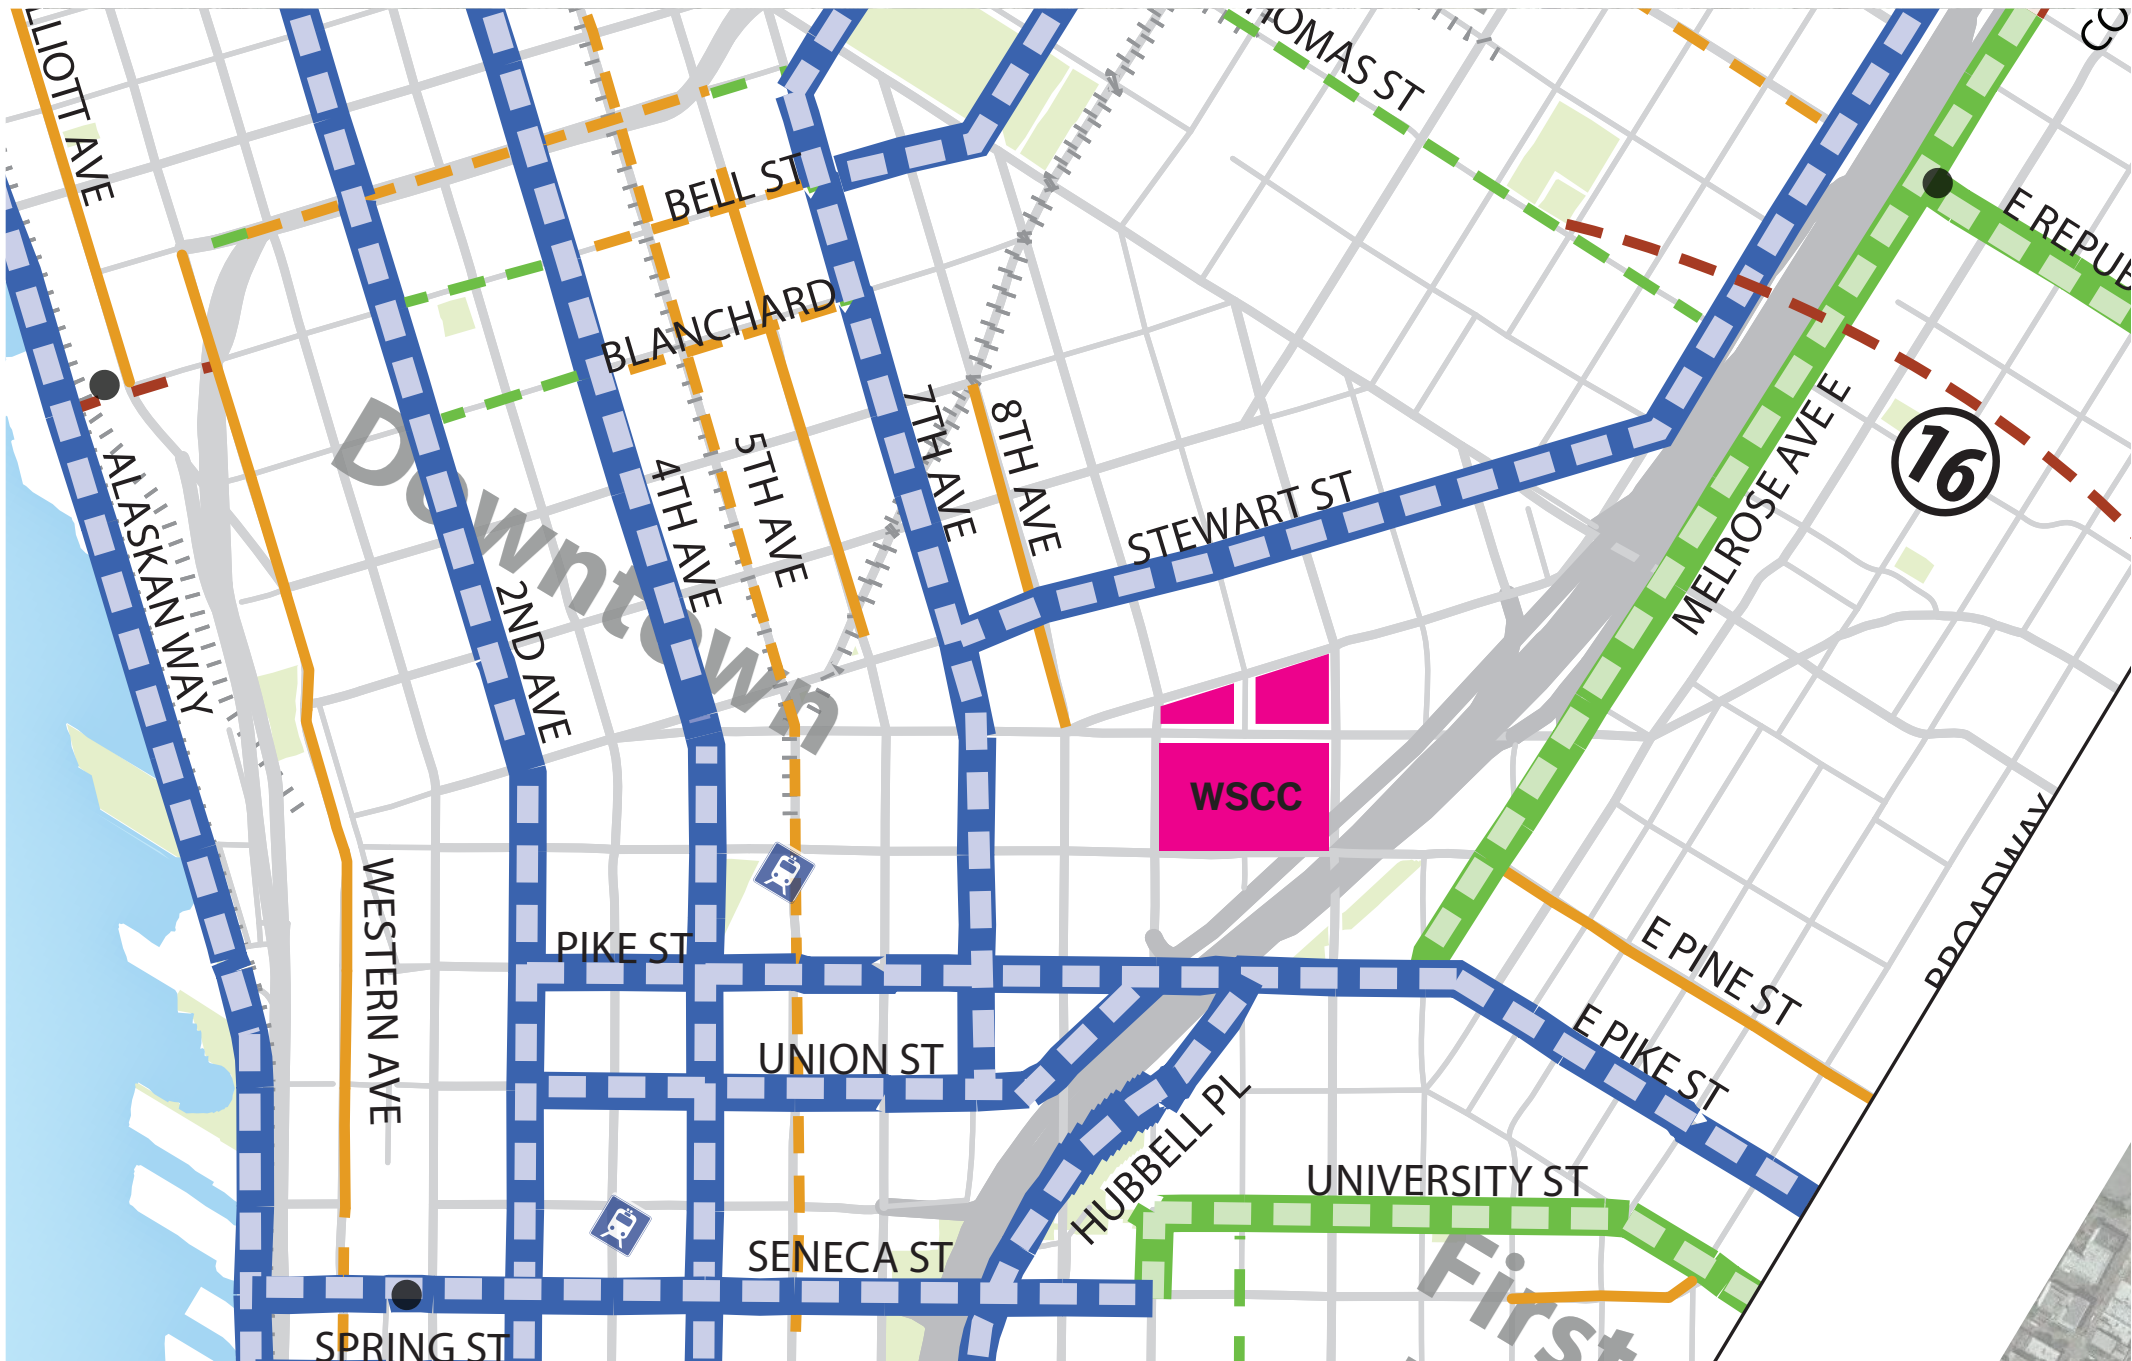 LLIOTT AVE
HOMAS ST
CO
BELL ST
E REPUB
BLANCHARD
7TH AVE
8TH AVE
MELROSE AVE E
16
Downtown
5TH AVE
4TH AVE
ALASKAN WAY
STEWART ST
2ND AVE
WSCC
BROADWAY
WESTERN AVE
PIKE ST
E PINE ST
E PIKE ST
UNION ST
HUBBELL PL
UNIVERSITY ST
SENECA ST
First
SPRING ST